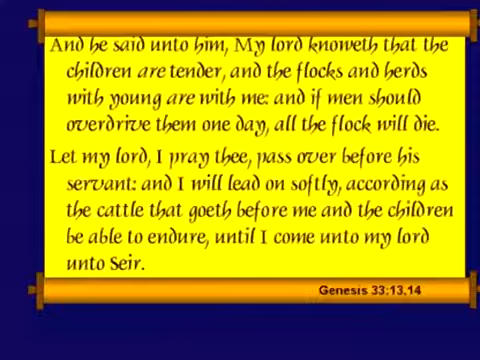 And he said unto him, My lord knoweth that the
children are tender, and the flocks and herds
with young are with me: and if men should
overdrive them one day, all the flock will die.
Let my lord, I pray thee, pass over before his
servant: and I will lead on softly, according as
the cattle that goeth before me and the children
be able to endure, until I come unto my lord
unto Seir.
Genesis 33:13,14